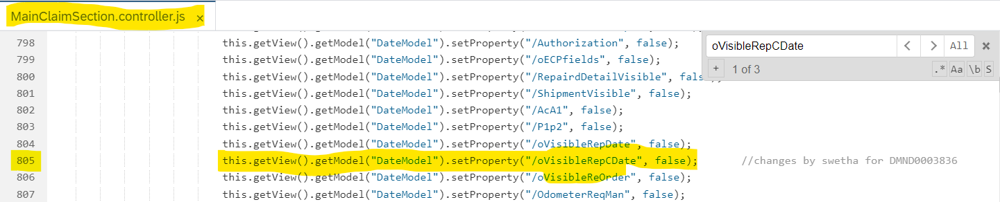 MainClaimSection.controller.js ×
798 this.getView().getModel("DateModel").setProperty("/Authorization", false);
oVisibleRepCDate < > All ×
799 this.getView().getModel("DateModel").setProperty("/oECPfields", false);
+ 1 of 3 .* Aa \b S
800 this.getView().getModel("DateModel").setProperty("/RepairdDetailVisible", fal
801 this.getView().getModel("DateModel").setProperty("/ShipmentVisible", false);
802 this.getView().getModel("DateModel").setProperty("/AcA1", false);
803 this.getView().getModel("DateModel").setProperty("/P1p2", false);
804 this.getView().getModel("DateModel").setProperty("/oVisibleRepDate", false);
805 this.getView().getModel("DateModel").setProperty("/oVisibleRepCDate", false); //changes by swetha for DMND0003836
806 this.getView().getModel("DateModel").setProperty("/oVisibleReOrder", false);
807 this.getView().getModel("DateModel").setProperty("/OdometerReqMan", false);